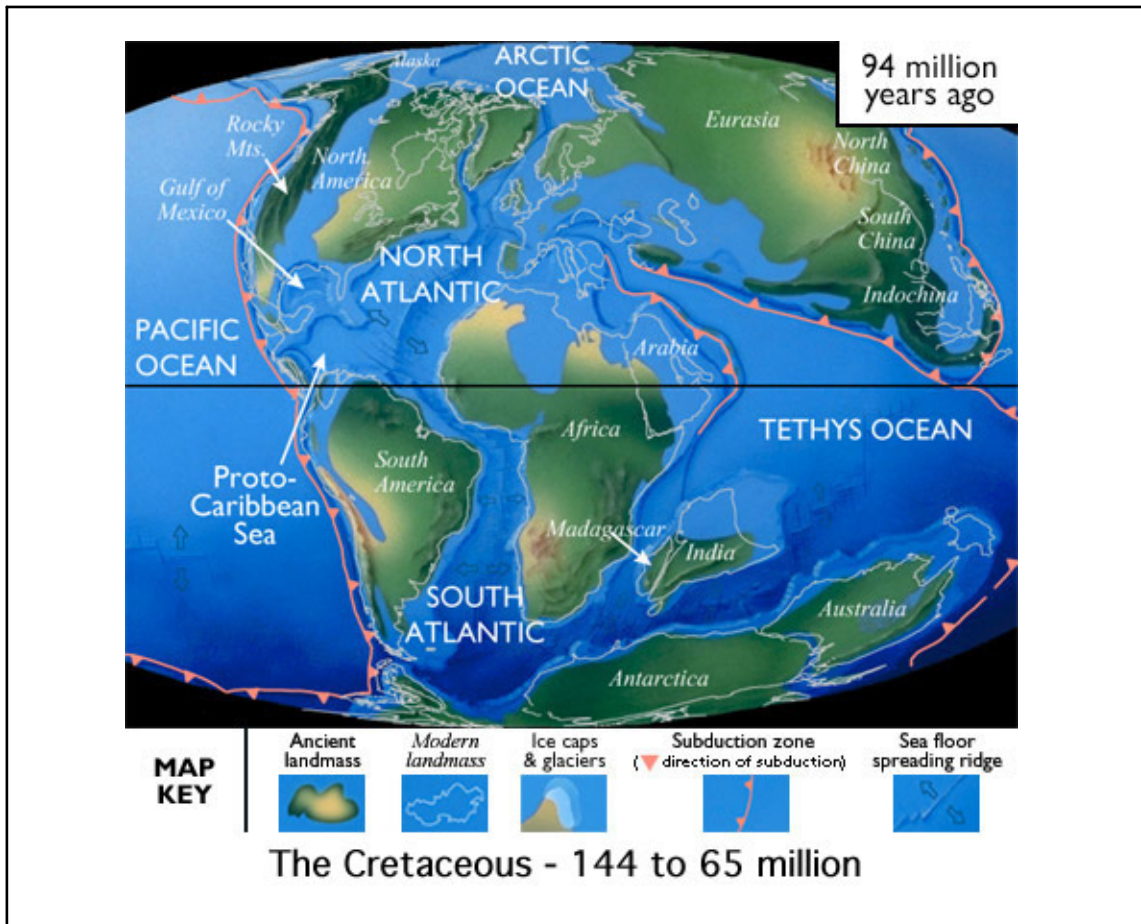 94 million
years ago
ARCTIC
OCEAN
Alaska
Rocky
Mts.
North
America
Gulf of
Mexico
Eurasia
North
China
South
China
Indochina
NORTH
ATLANTIC
PACIFIC
OCEAN
Arabia
Africa
TETHYS OCEAN
South
America
Proto-
Caribbean
Sea
Madagascar
India
SOUTH
ATLANTIC
Australia
Antarctica
MAP
KEY
Ancient
landmass
Modern
landmass
Ice caps
& glaciers
Subduction zone
(▼ direction of subduction)
Sea floor
spreading ridge
The Cretaceous - 144 to 65 million